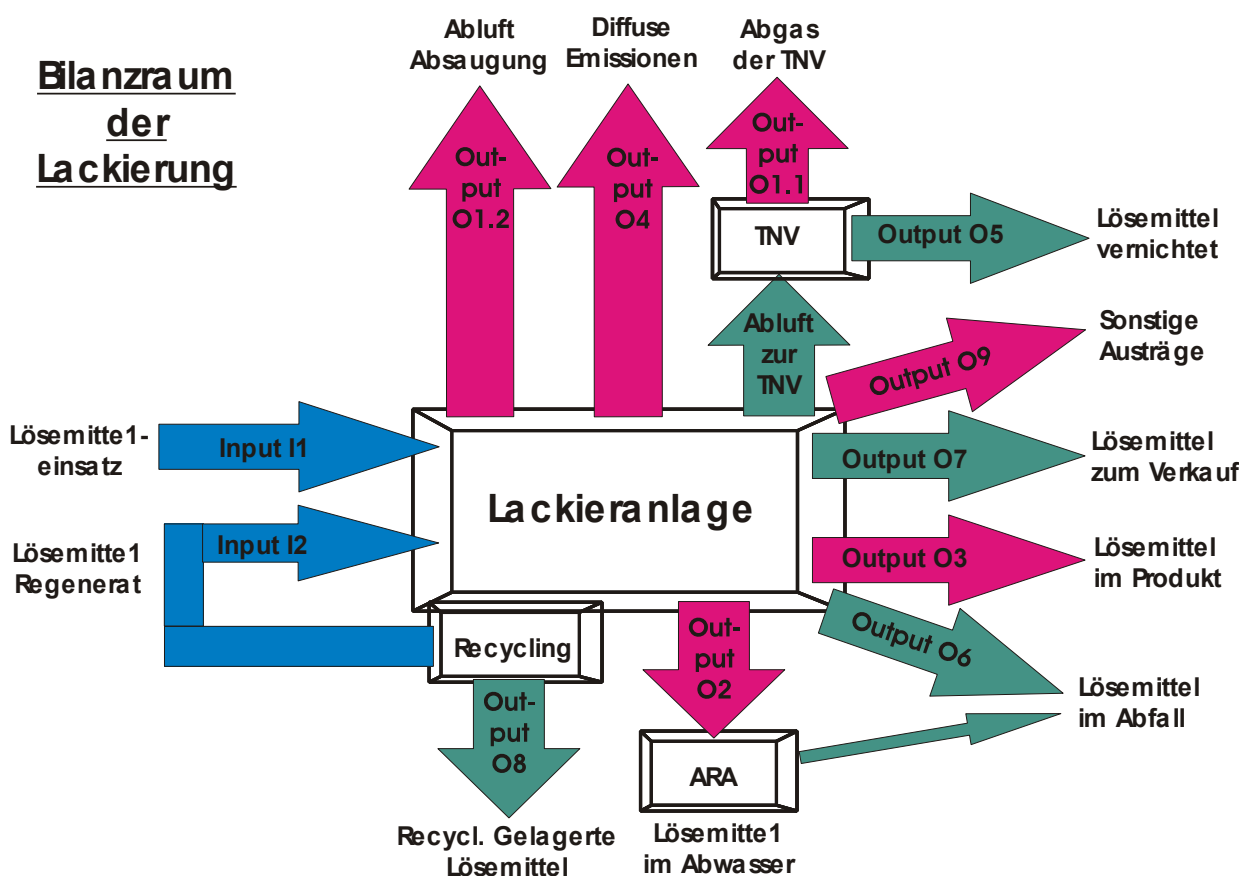 Bilanzraum
der
Lackierung
Abluft
Absaugung
Diffuse
Emissionen
Abgas
der TNV
Out-
put
O1.2
Out-
put
O4
Out-
put
O1.1
TNV
Output O5
Lösemittel
vernichtet
Abluft
zur
TNV
Output O9
Sonstige
Austräge
Lösemitte1-
einsatz
Input I1
Lackieranlage
Output O7
Lösemittel
zum Verkauf
Lösemitte1
Regenerat
Input I2
Output O3
Lösemittel
im Produkt
Recycling
Out-
put
O2
Output O6
Lösemittel
im Abfall
Out-
put
O8
ARA
Recycl. Gelagerte
Lösemittel
Lösemitte1
im Abwasser